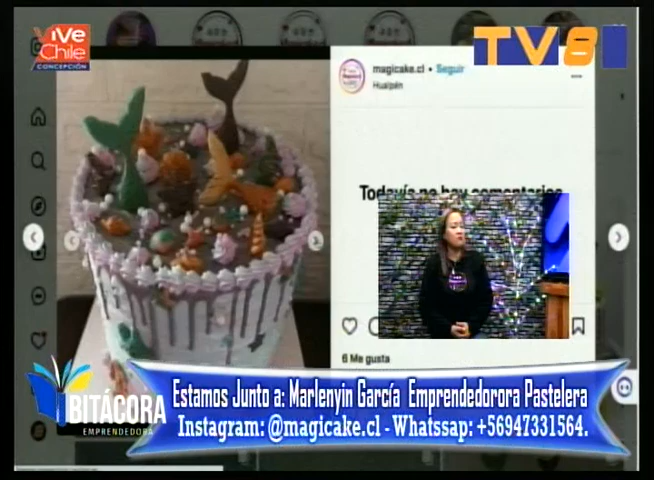 ViVe
Chile
CONCEPCIÓN
TV8
magicake.cl • Seguir
Hualpén
Todavía no hay comentarios
6 Me gusta
BITÁCORA
EMPRENDEDORA
Estamos Junto a: Marlenyin García Emprendedorora Pastelera
Instagram: @magicake.cl - Whatssap: +56947331564.